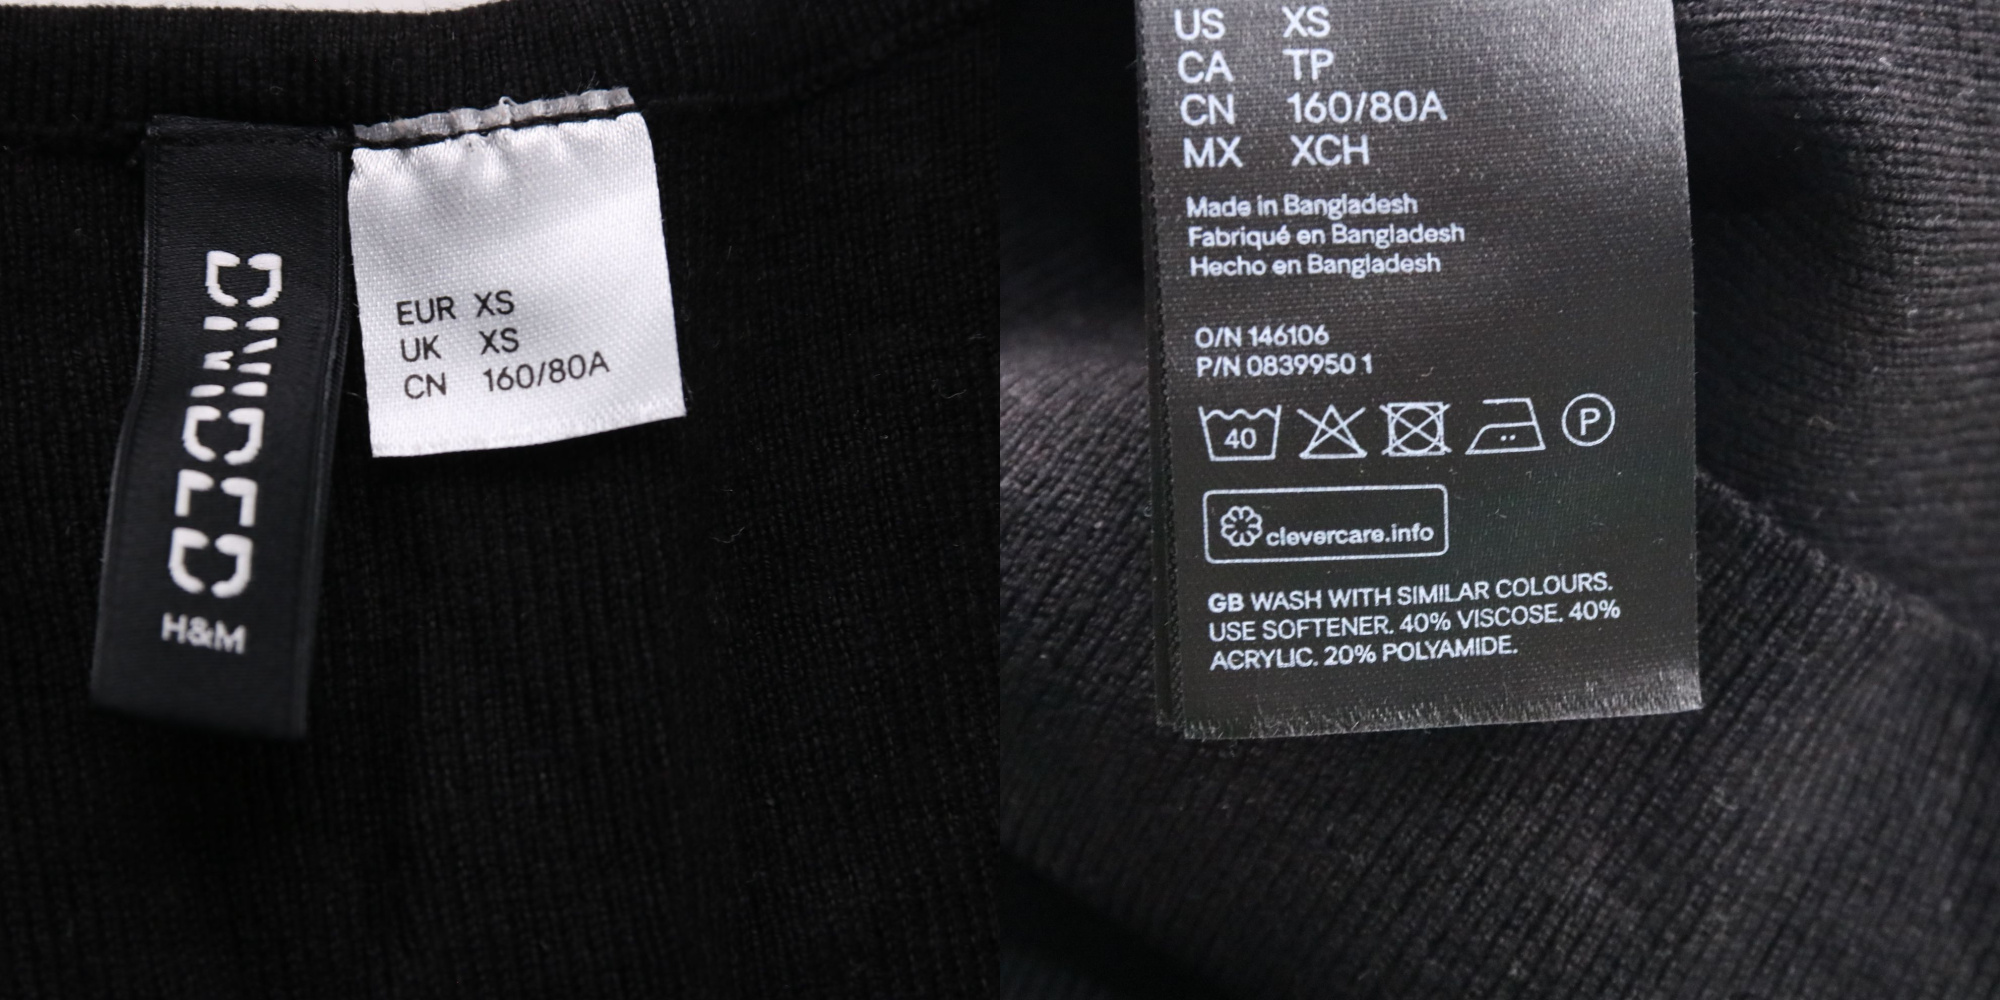 DIVIDED
H&M
EUR XS
UK XS
CN 160/80A
US XS
CA TP
CN 160/80A
MX XCH
Made in Bangladesh
Fabriqué en Bangladesh
Hecho en Bangladesh
O/N 146106
P/N 0839950 1
40
P
clevercare.info
GB WASH WITH SIMILAR COLOURS.
USE SOFTENER. 40% VISCOSE. 40%
ACRYLIC. 20% POLYAMIDE.